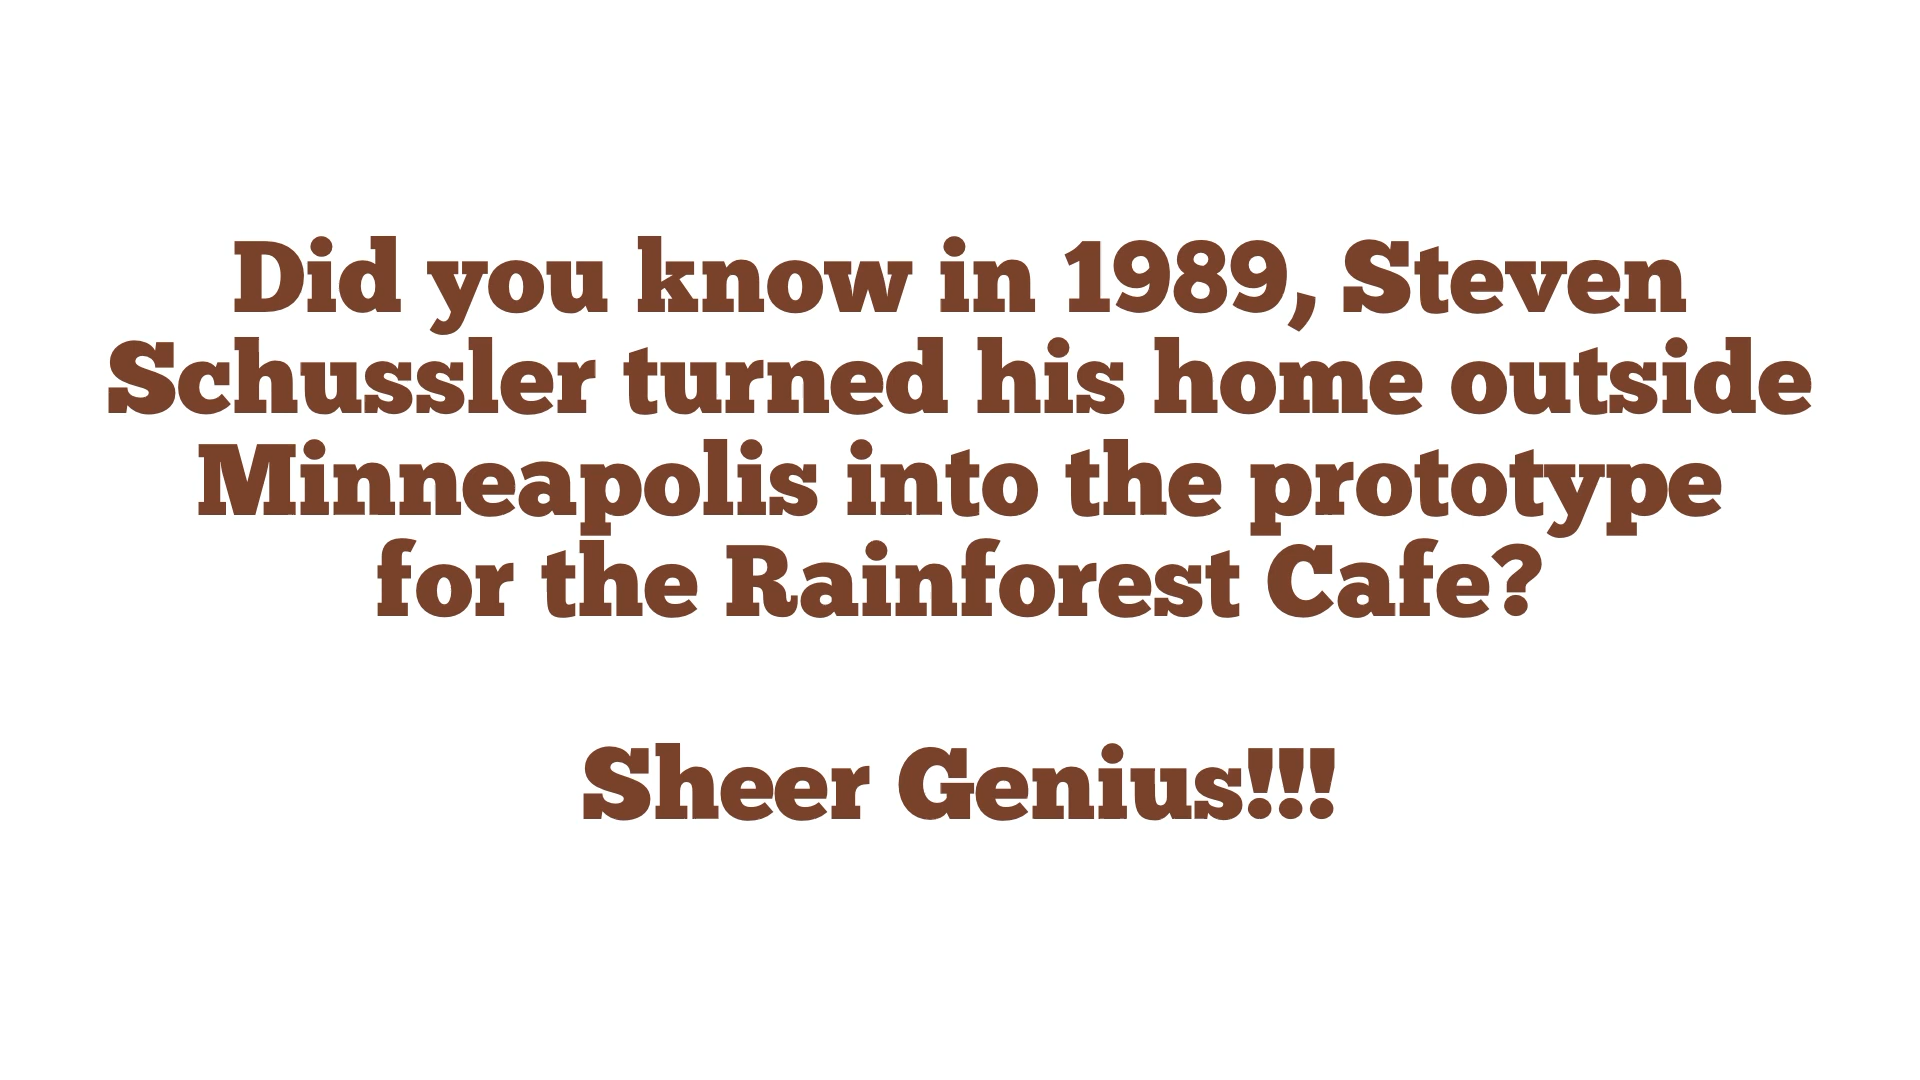 Did you know in 1989, Steven
Schussler turned his home outside
Minneapolis into the prototype
for the Rainforest Cafe?
Sheer Genius!!!